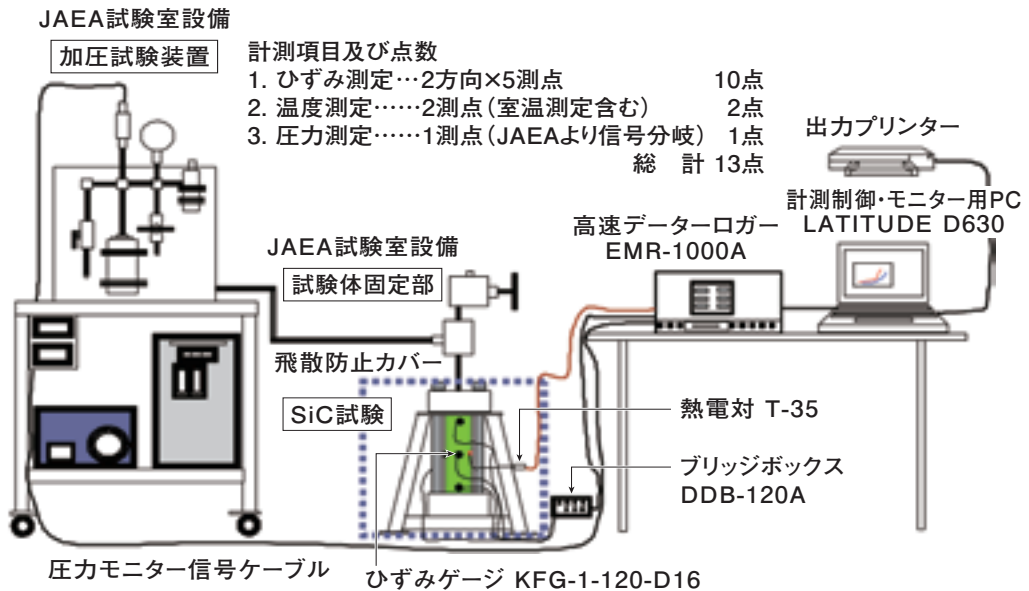 JAEA試験室設備
加圧試験装置
計測項目及び点数
1. ひずみ測定…2方向×5測点 10点
2. 温度測定……2測点(室温測定含む) 2点
3. 圧力測定……1測点(JAEAより信号分岐) 1点
総 計 13点
出力プリンター
計測制御・モニター用PC
LATITUDE D630
高速データーロガー
EMR-1000A
JAEA試験室設備
試験体固定部
飛散防止カバー
SiC試験
熱電対 T-35
ブリッジボックス
DDB-120A
圧力モニター信号ケーブル
ひずみゲージ KFG-1-120-D16